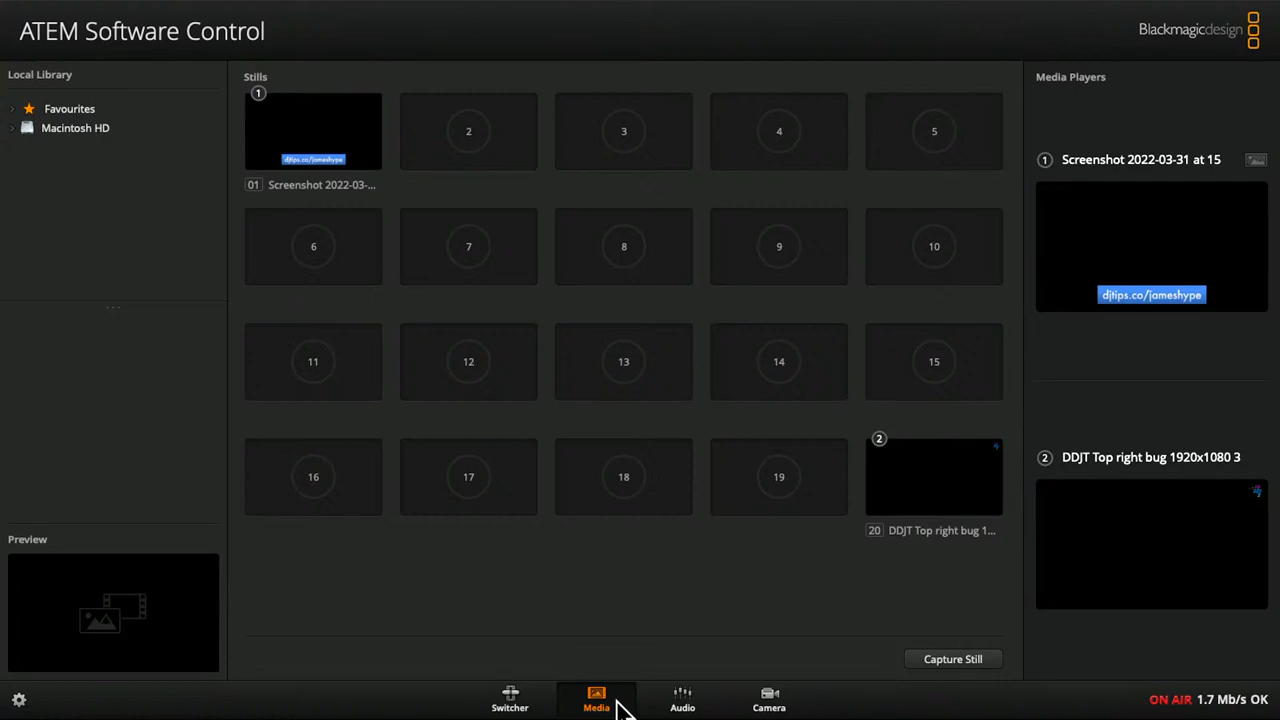 ATEM Software Control
Blackmagicdesign
Local Library
Favourites
Macintosh HD
Preview
Stills
1
djtips.co/jameshype
01 Screenshot 2022-03-...
2
3
4
5
6
7
8
9
10
11
12
13
14
15
16
17
18
19
2
20 DDJT Top right bug 1...
Capture Still
Media Players
1 Screenshot 2022-03-31 at 15
djtips.co/jameshype
2 DDJT Top right bug 1920x1080 3
Switcher
Media
Audio
Camera
ON AIR 1.7 Mb/s OK